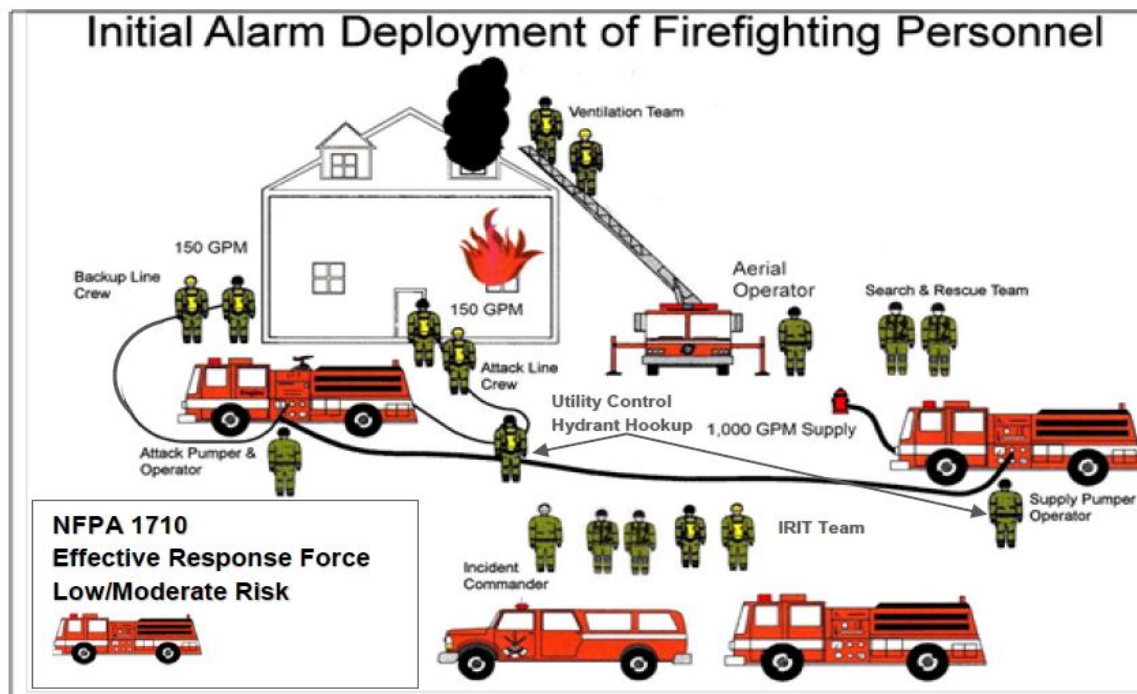 Initial Alarm Deployment of Firefighting Personnel
Ventilation Team
150 GPM
Backup Line
Crew
Aerial
Operator
Search & Rescue Team
150 GPM
Attack Line
Crew
Utility Control
Hydrant Hookup
1,000 GPM Supply
Attack Pumper &
Operator
Supply Pumper
Operator
NFPA 1710
Effective Response Force
Low/Moderate Risk
IRIT Team
Incident
Commander